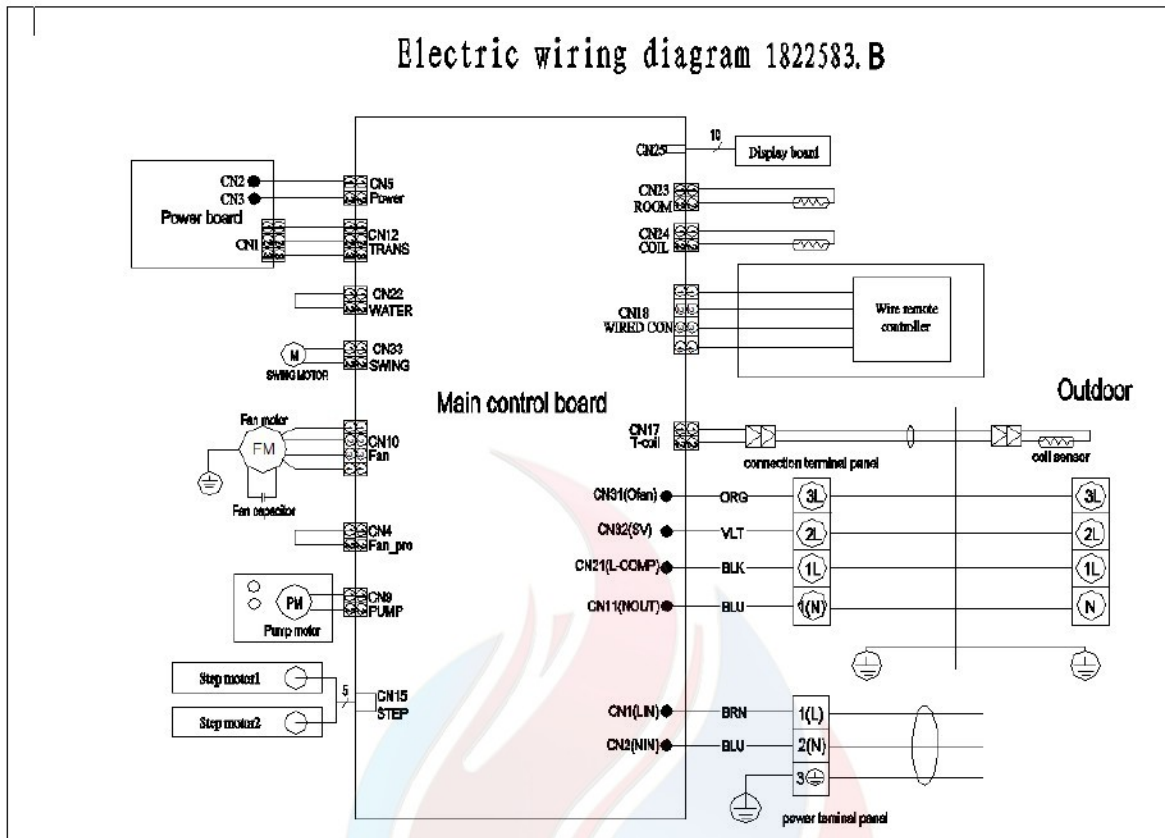 Electric wiring diagram 1822583.B
CN2
CN3
Power board
CN1
CN5
Power
CN12
TRANS
CN22
WATER
M
SWING MOTOR
CN33
SWING
Fan motor
FM
Fan capacitor
CN10
Fan
CN4
Fan_pro
PM
Pump motor
CN9
PUMP
Step motor1
Step motor2
5
CN15
STEP
Main control board
CN25
10
Display board
CN23
ROOM
CN24
COIL
CN18
WIRED CON
Wire remote
controller
Outdoor
CN17
T-coil
connection terminal panel
coil sensor
CN31(Ofan) ORG 3L 3L
CN32(SV) VLT 2L 2L
CN21(L-COMP) BLK 1L 1L
CN11(NOUT) BLU 1(N) N
CN1(LIN) BRN 1(L)
CN2(NIN) BLU 2(N)
3
power teminal panel